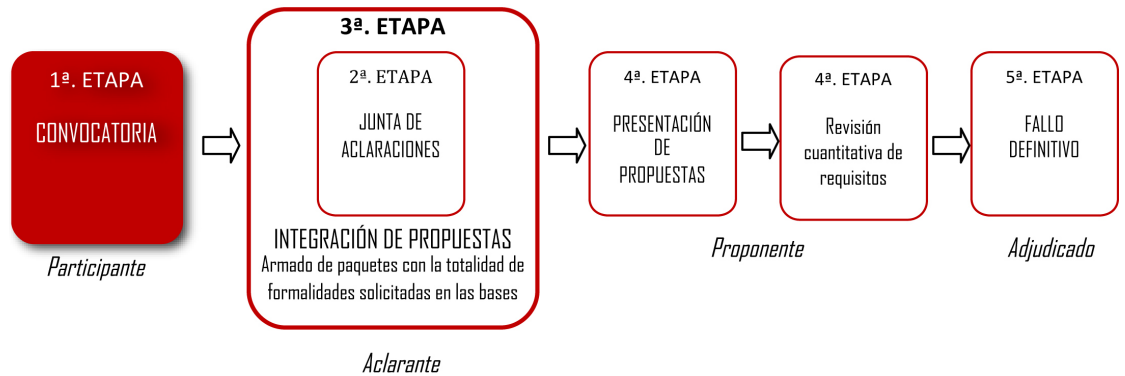 1ª. ETAPA
CONVOCATORIA
Participante
3ª. ETAPA
2ª. ETAPA
JUNTA DE
ACLARACIONES
INTEGRACIÓN DE PROPUESTAS
Armado de paquetes con la totalidad de
formalidades solicitadas en las bases
Aclarante
4ª. ETAPA
PRESENTACIÓN
DE
PROPUESTAS
4ª. ETAPA
Revisión
cuantitativa de
requisitos
Proponente
5ª. ETAPA
FALLO
DEFINITIVO
Adjudicado